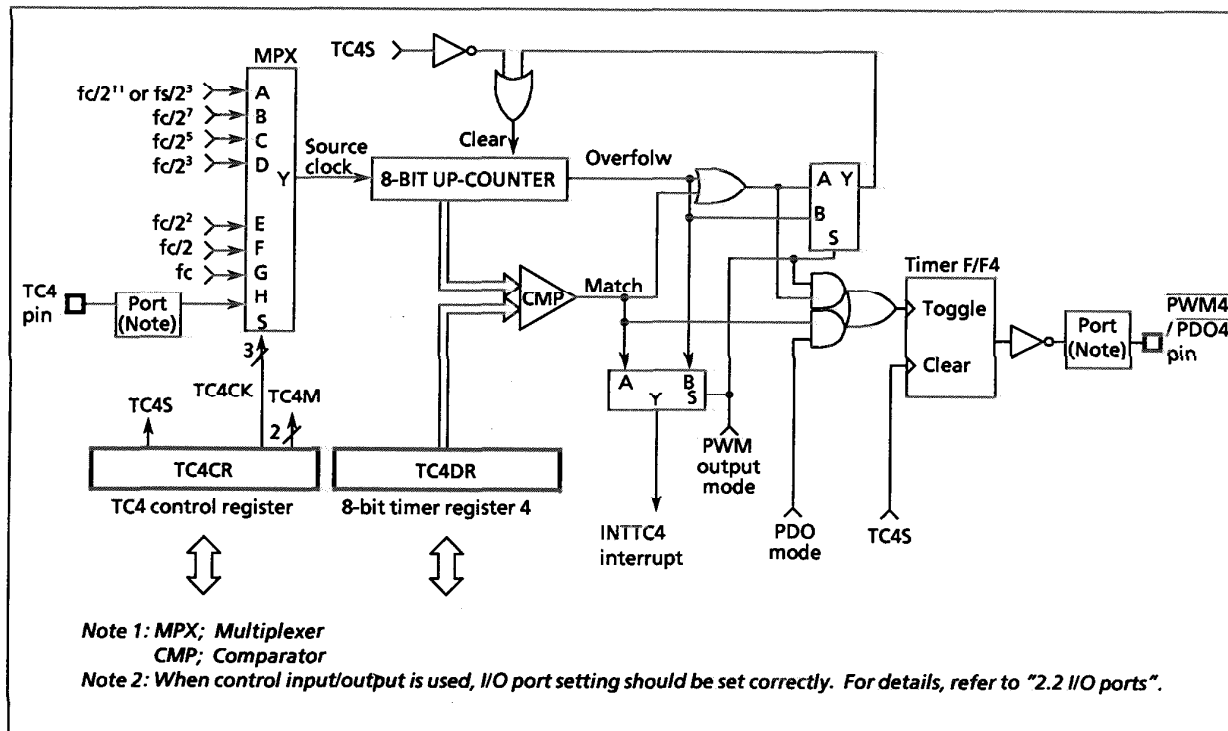 TC4S
MPX
fc/2¹¹ or fs/2³
A
fc/2⁷
B
fc/2⁵
C
fc/2³
D
Y
fc/2²
E
fc/2
F
fc
G
H
S
Source
clock
Clear
8-BIT UP-COUNTER
Overfolw
A Y
B
S
TC4
pin
Port
(Note)
CMP
Match
Timer F/F4
Toggle
Clear
Port
(Note)
PWM4
/PDO4
pin
3
TC4CK
TC4S
TC4M
2
A
B
Y
S
TC4CR
TC4 control register
TC4DR
8-bit timer register 4
PWM
output
mode
INTTC4
interrupt
PDO
mode
TC4S
Note 1: MPX; Multiplexer
CMP; Comparator
Note 2: When control input/output is used, I/O port setting should be set correctly. For details, refer to "2.2 I/O ports".